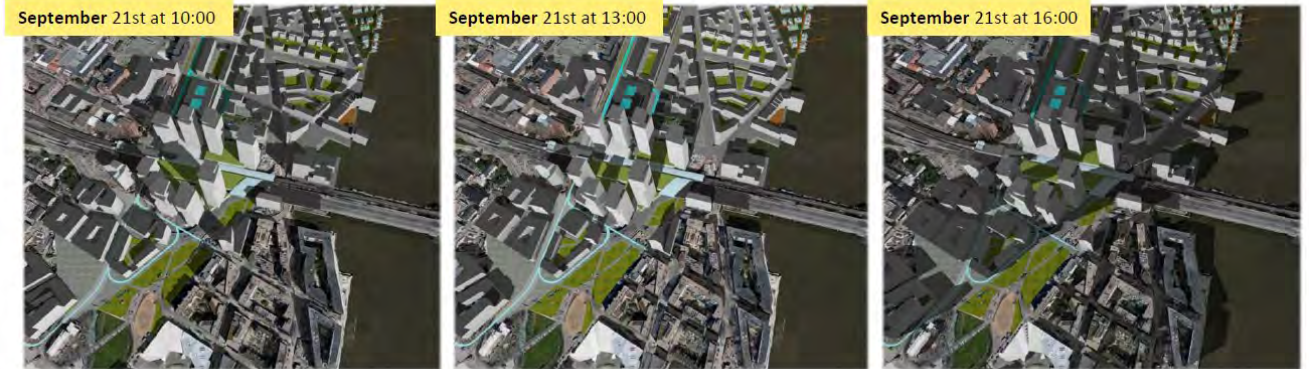 September 21st at 10:00
September 21st at 13:00
September 21st at 16:00